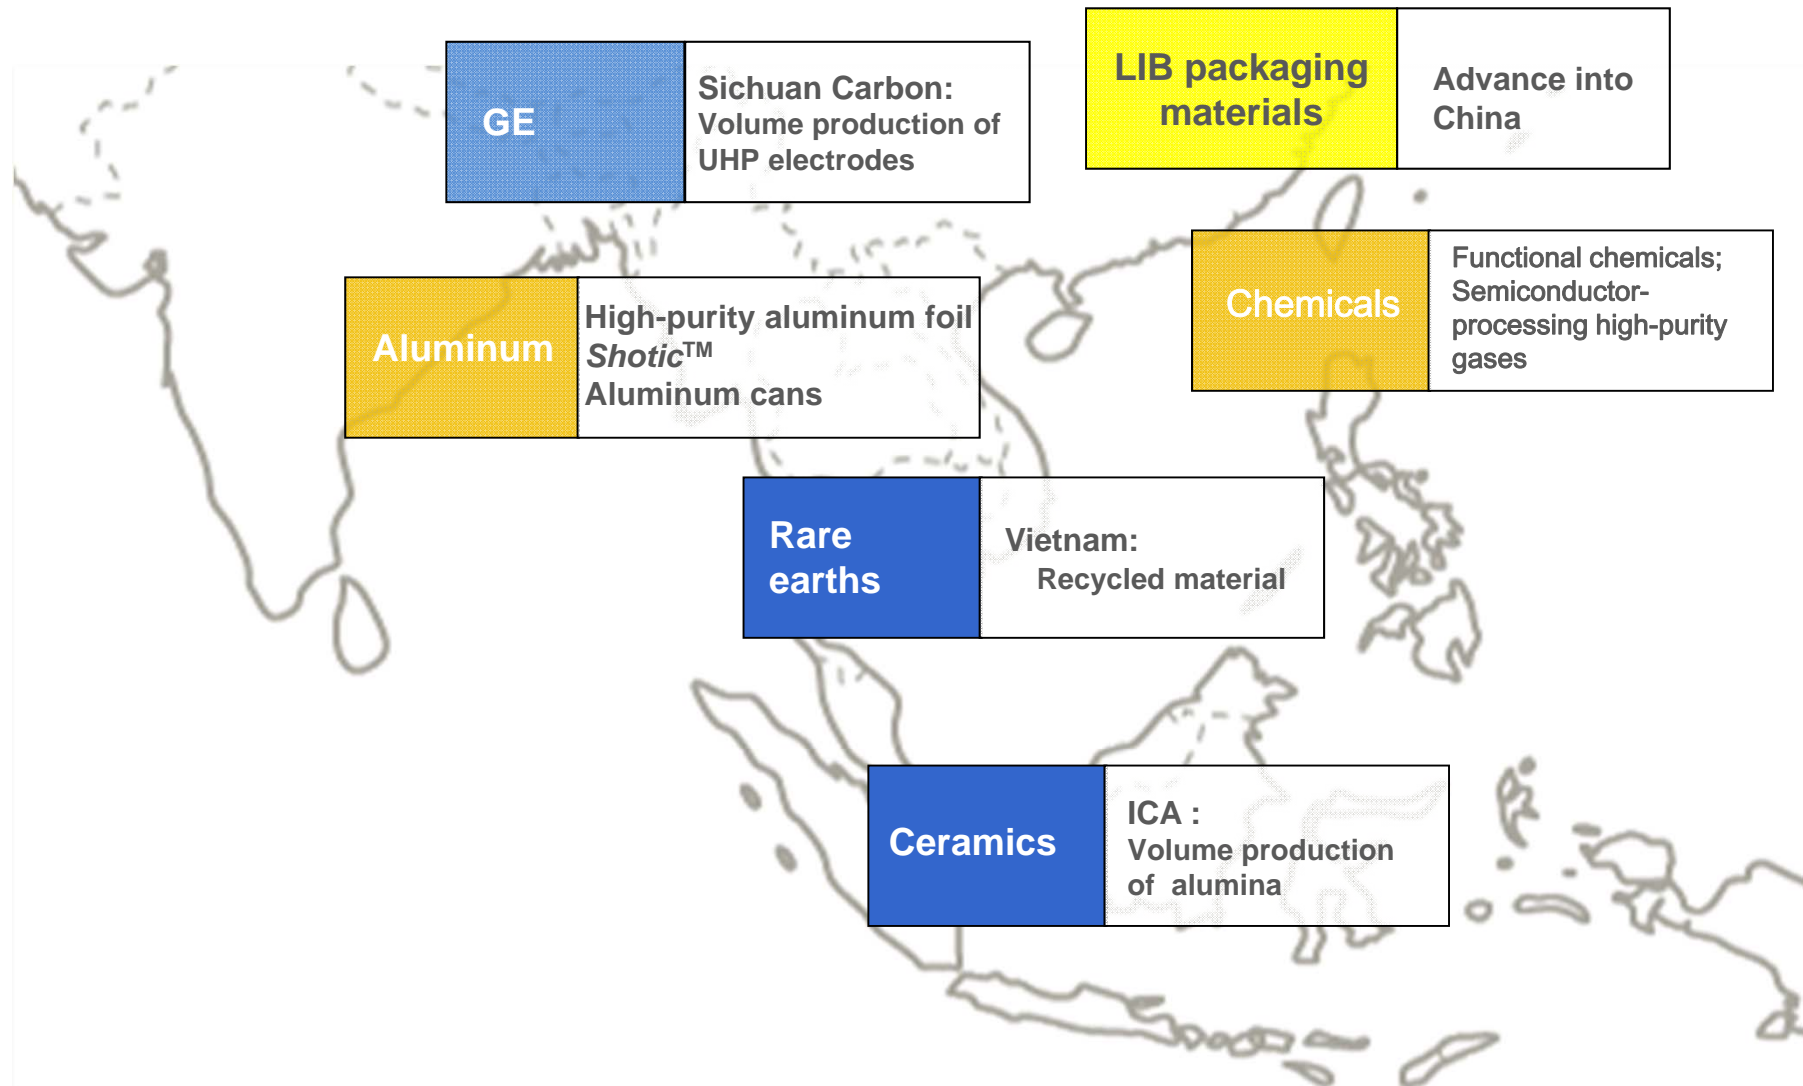 GE
Sichuan Carbon:
Volume production of
UHP electrodes
LIB packaging
materials
Advance into
China
Chemicals
Functional chemicals;
Semiconductor-
processing high-purity
gases
Aluminum
High-purity aluminum foil
Shotic™
Aluminum cans
Rare
earths
Vietnam:
Recycled material
Ceramics
ICA :
Volume production
of  alumina